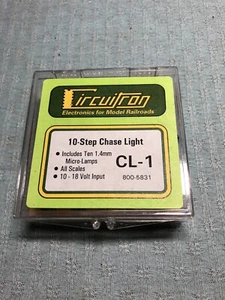 Circuitron
Electronics for Model Railroads
10-Step Chase Light
• Includes Ten 1.4mm
Micro-Lamps
CL-1
• All Scales
• 10 - 18 Volt Input
800-5831